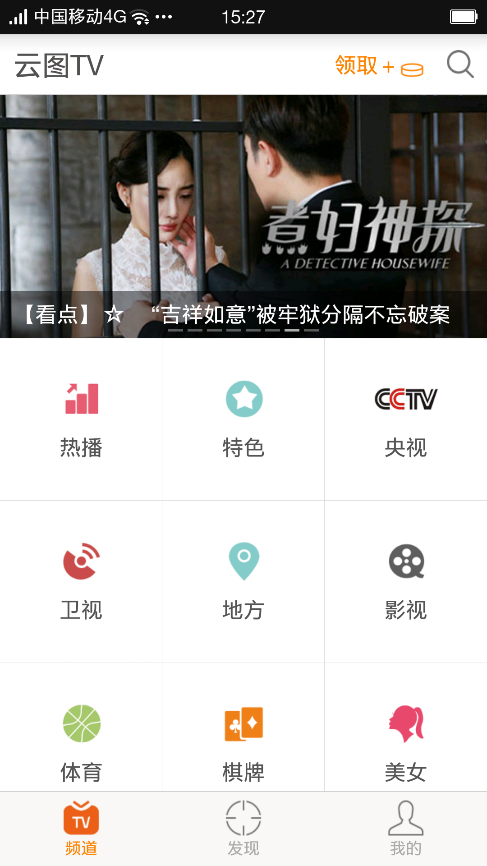 中国移动4G 15:27
云图TV
领取+
煮妇神探
A DETECTIVE HOUSEWIFE
【看点】☆ “吉祥如意”被牢狱分隔不忘破案
热播
特色
CCTV
央视
卫视
地方
影视
体育
棋牌
美女
TV
频道
发现
我的